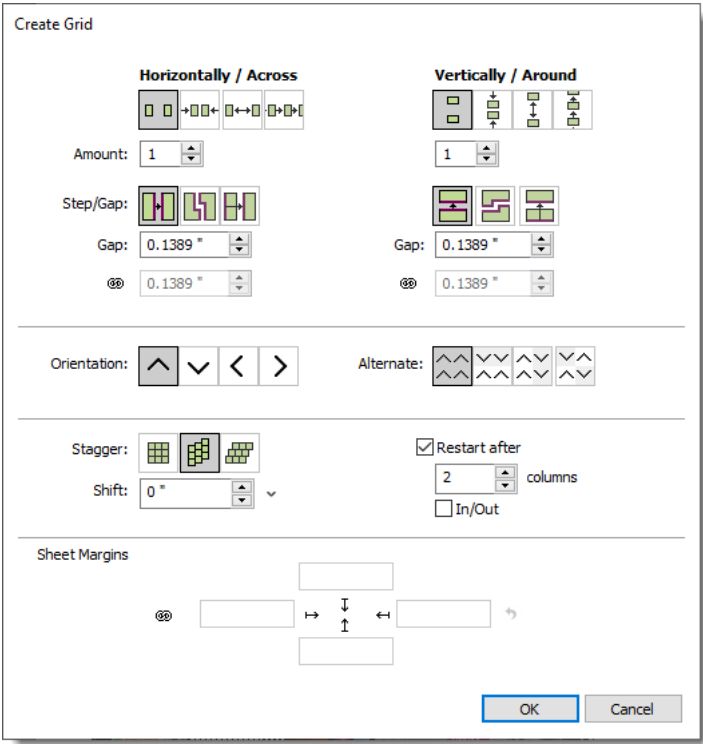 Create Grid
Horizontally / Across Vertically / Around
Amount: 1 1
Step/Gap:
Gap: 0.1389 " Gap: 0.1389 "
0.1389 " 0.1389 "
Orientation: Alternate:
Stagger: Restart after
Shift: 0 " 2 columns
In/Out
Sheet Margins
OK Cancel